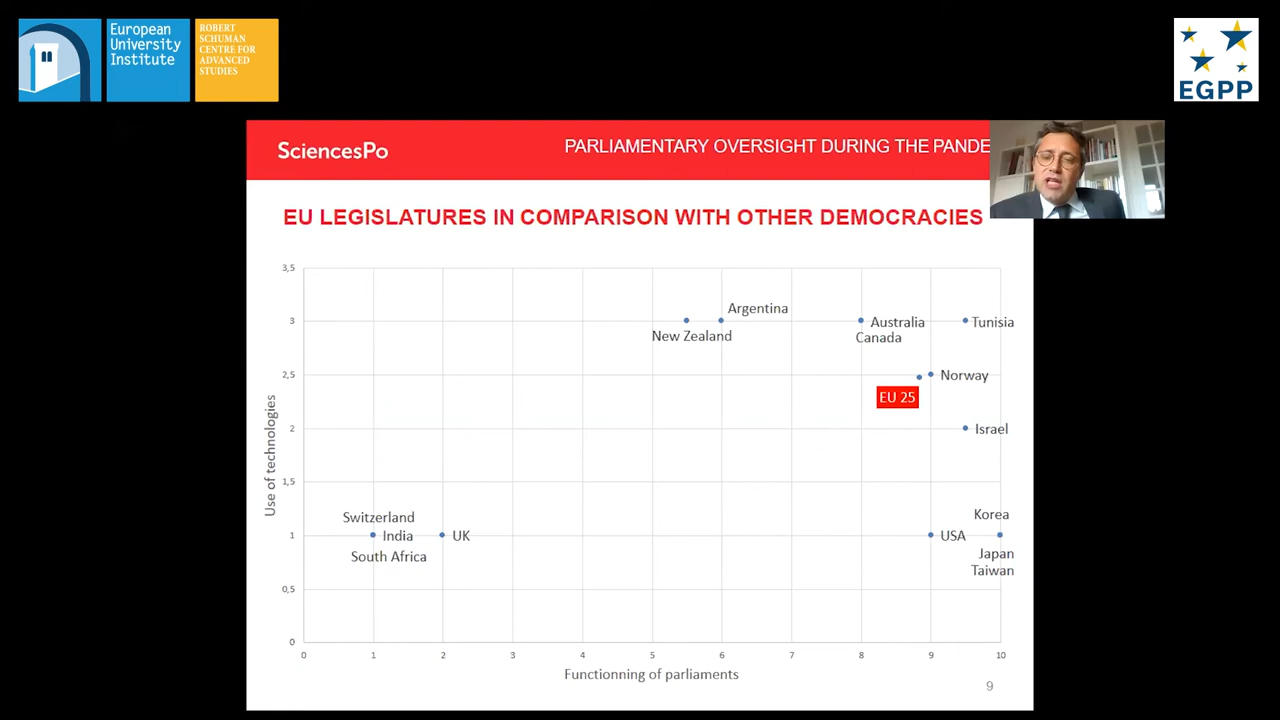 European
University
Institute
ROBERT
SCHUMAN
CENTRE FOR
ADVANCED
STUDIES
EGPP
SciencesPo
PARLIAMENTARY OVERSIGHT DURING THE PANDE
EU LEGISLATURES IN COMPARISON WITH OTHER DEMOCRACIES
3,5
3
2,5
2
1,5
1
0,5
0
Use of technologies
Argentina
New Zealand
Australia
Canada
Tunisia
Norway
EU 25
Israel
Switzerland
India
South Africa
UK
Korea
USA
Japan
Taiwan
0 1 2 3 4 5 6 7 8 9 10
Functionning of parliaments
9